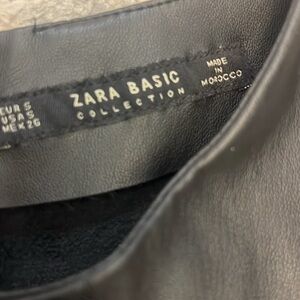 EUR S
USA S
MEX 26
ZARA BASIC
COLLECTION
MADE
IN
MOROCCO